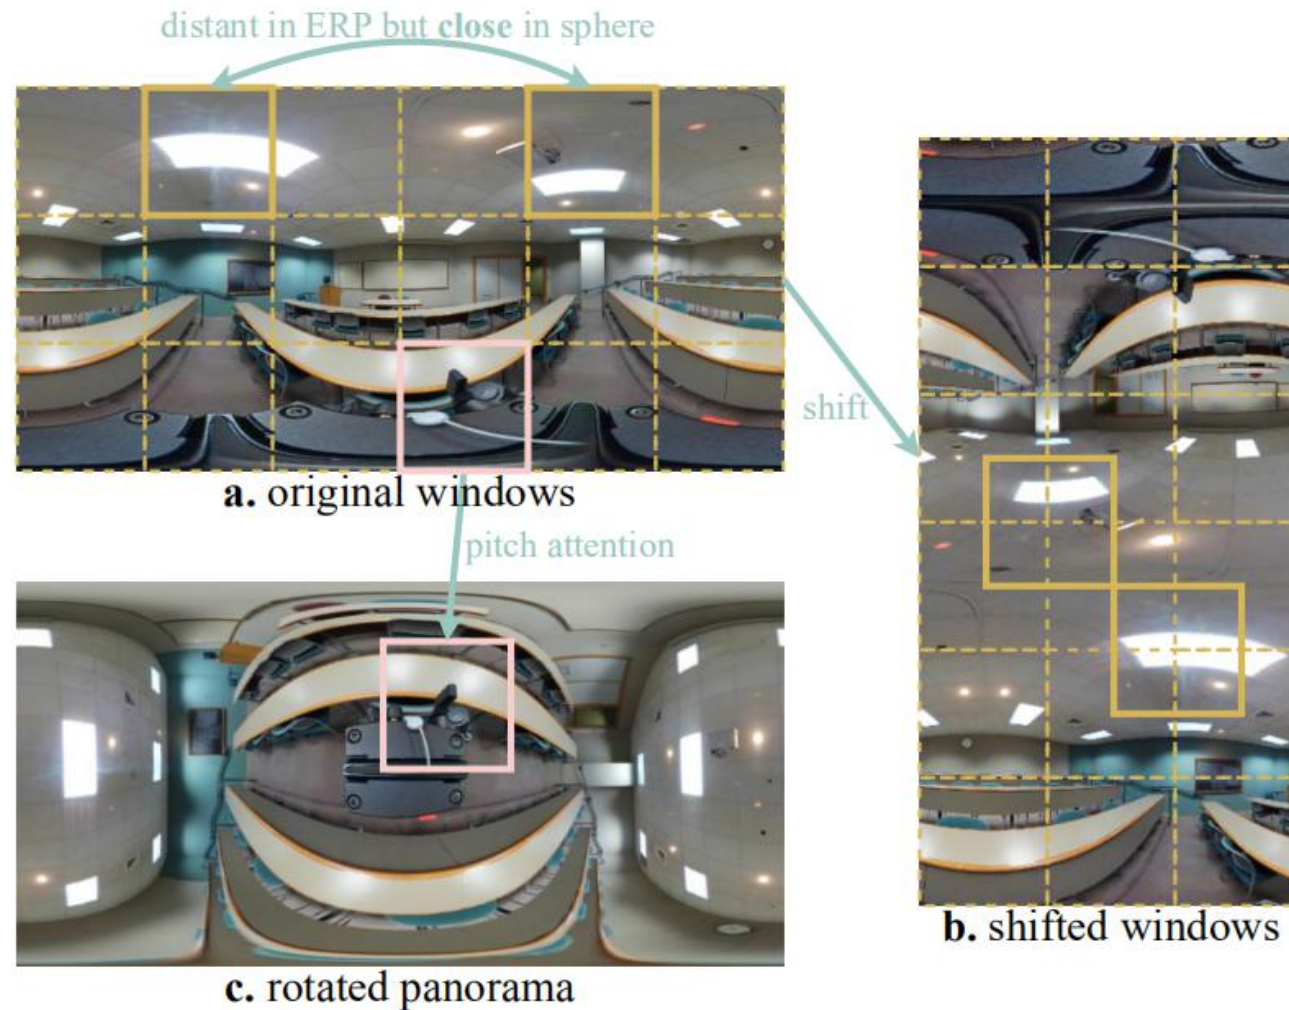 distant in ERP but close in sphere
shift
a. original windows
pitch attention
b. shifted windows
c. rotated panorama